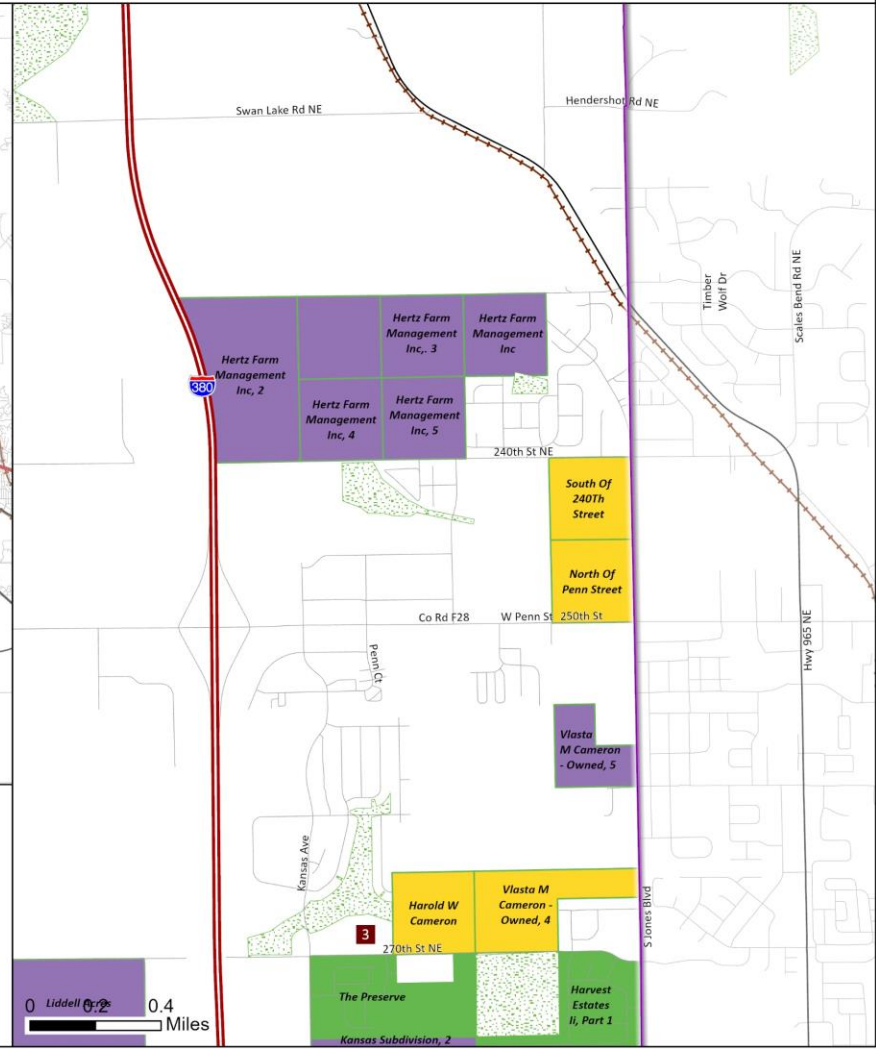 Swan Lake Rd NE
Hendershot Rd NE
Timber
Wolf Dr
Scales Bend Rd NE
Hertz Farm
Management
Inc, 2
Hertz Farm
Management
Inc,. 3
Hertz Farm
Management
Inc
380
Hertz Farm
Management
Inc, 4
Hertz Farm
Management
Inc, 5
240th St NE
South Of
240Th
Street
North Of
Penn Street
Co Rd F28
W Penn St
250th St
Penn Ct
Hwy 965 NE
Vlasta
M Cameron
- Owned, 5
Kansas Ave
Harold W
Cameron
Vlasta M
Cameron -
Owned, 4
S Jones Blvd
3
270th St NE
The Preserve
Harvest
Estates
Ii, Part 1
Liddell Acres
0 0.2 0.4
Miles
Kansas Subdivision, 2